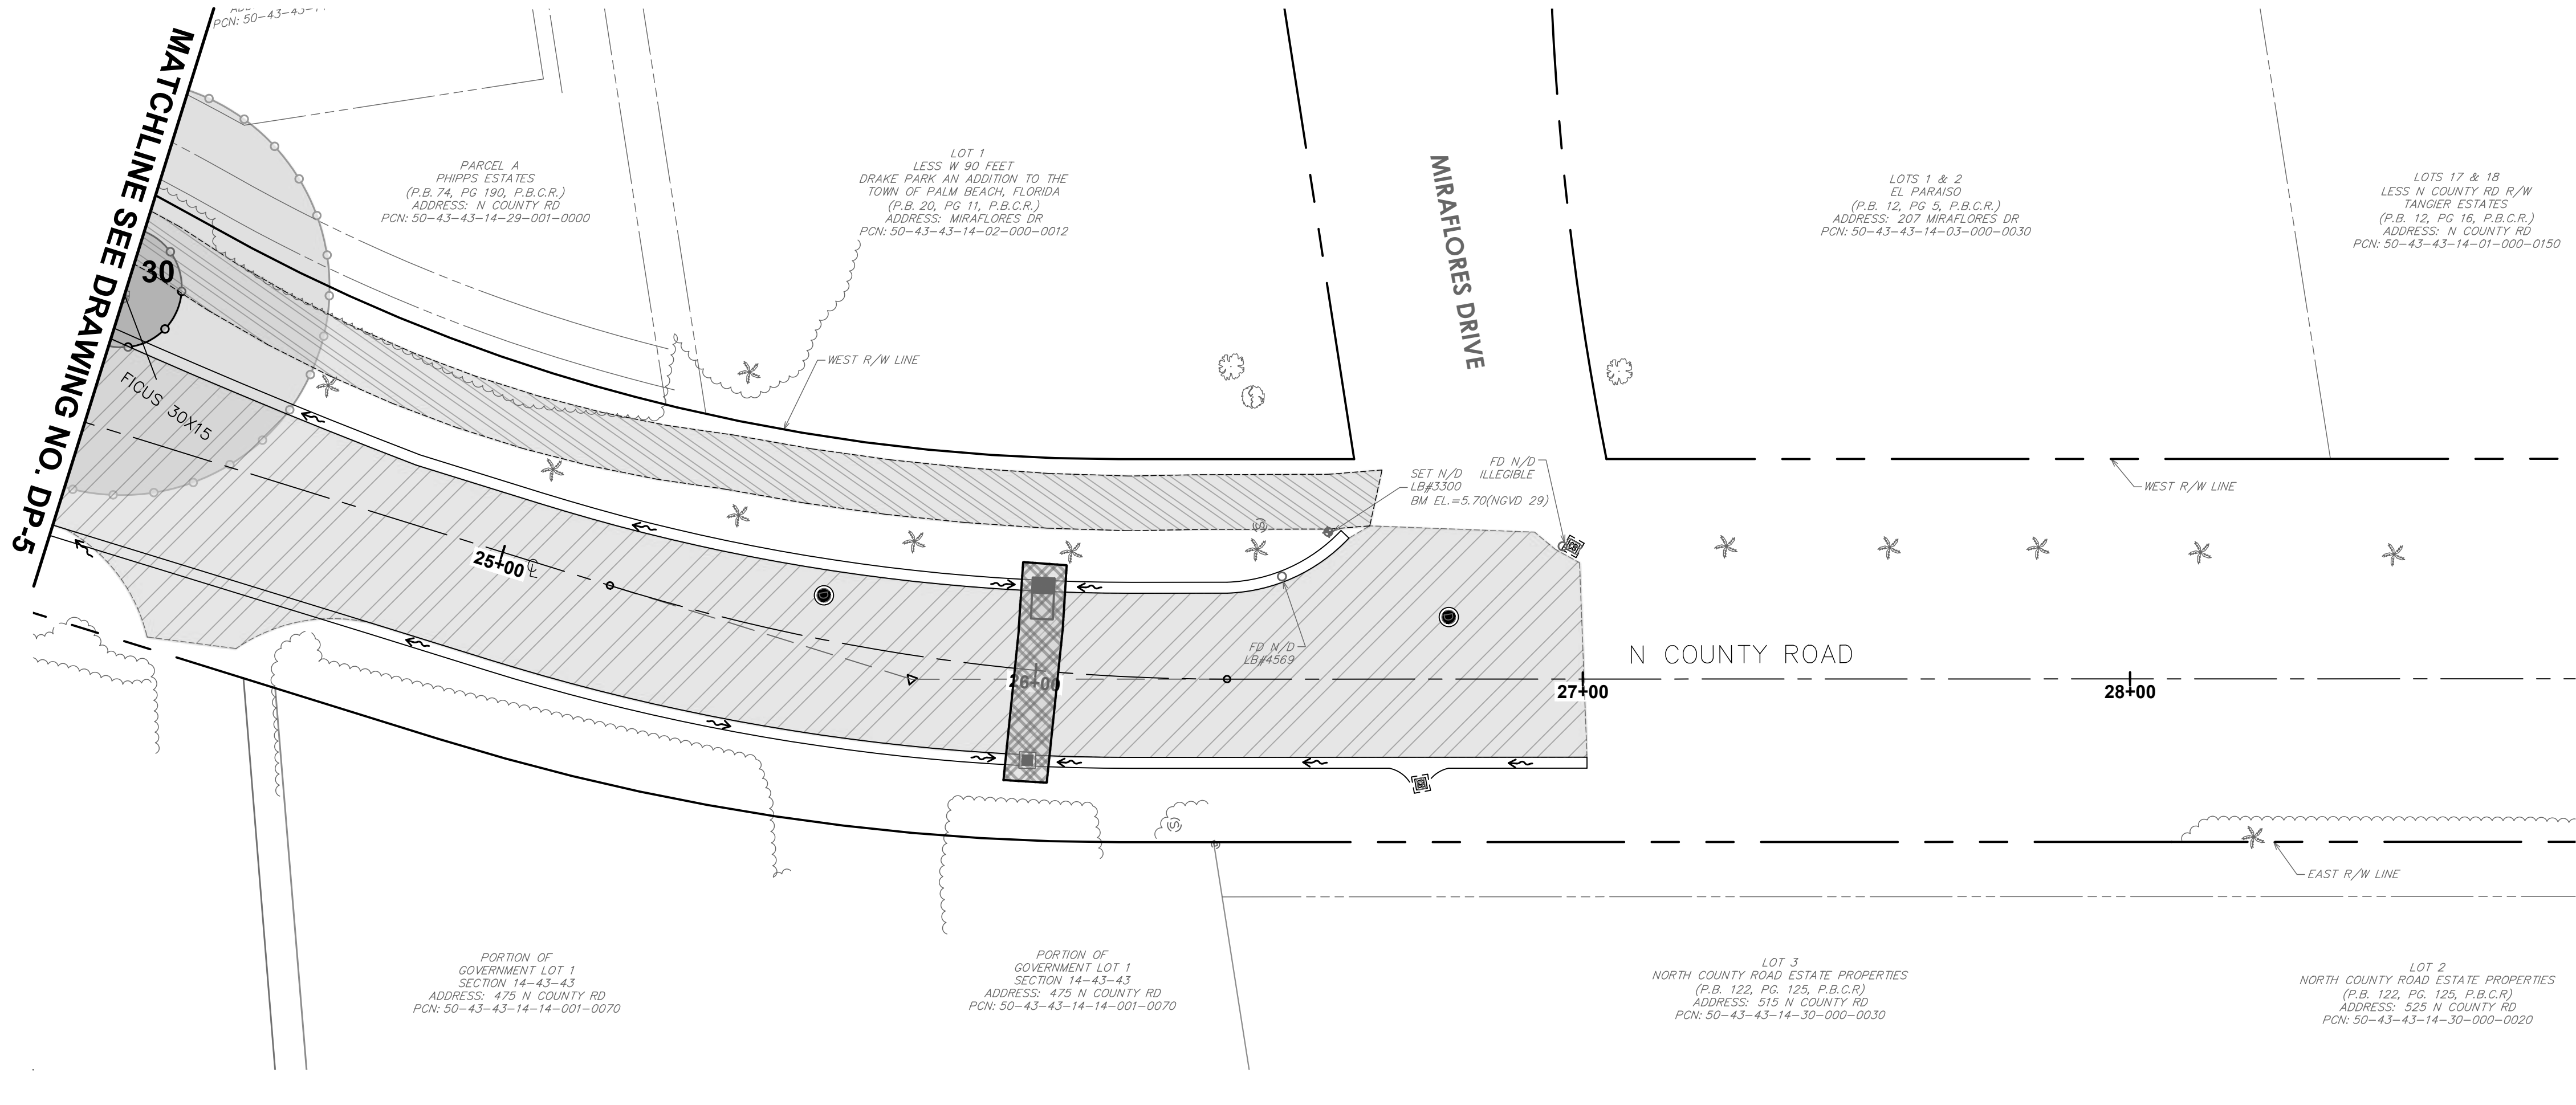 PCN: 50-43-43-14
MATCHLINE SEE DRAWING NO. DP-5
PARCEL A
PHIPPS ESTATES
(P.B. 74, PG 190, P.B.C.R.)
ADDRESS: N COUNTY RD
PCN: 50-43-43-14-29-001-0000
LOT 1
LESS W 90 FEET
DRAKE PARK AN ADDITION TO THE
TOWN OF PALM BEACH, FLORIDA
(P.B. 20, PG 11, P.B.C.R.)
ADDRESS: MIRAFLORES DR
PCN: 50-43-43-14-02-000-0012
MIRAFLORES DRIVE
LOTS 1 & 2
EL PARAISO
(P.B. 12, PG 5, P.B.C.R.)
ADDRESS: 207 MIRAFLORES DR
PCN: 50-43-43-14-03-000-0030
LOTS 17 & 18
LESS N COUNTY RD R/W
TANGIER ESTATES
(P.B. 12, PG 16, P.B.C.R.)
ADDRESS: N COUNTY RD
PCN: 50-43-43-14-01-000-0150
30
FICUS 30X15
WEST R/W LINE
FD N/D
ILLEGIBLE
SET N/D
LB#3300
BM EL.=5.70(NGVD 29)
WEST R/W LINE
(S)
25+00
26+00
FD N/D
LB#4569
N COUNTY ROAD
27+00
28+00
(S)
EAST R/W LINE
PORTION OF
GOVERNMENT LOT 1
SECTION 14-43-43
ADDRESS: 475 N COUNTY RD
PCN: 50-43-43-14-14-001-0070
PORTION OF
GOVERNMENT LOT 1
SECTION 14-43-43
ADDRESS: 475 N COUNTY RD
PCN: 50-43-43-14-14-001-0070
LOT 3
NORTH COUNTY ROAD ESTATE PROPERTIES
(P.B. 122, PG. 125, P.B.C.R)
ADDRESS: 515 N COUNTY RD
PCN: 50-43-43-14-30-000-0030
LOT 2
NORTH COUNTY ROAD ESTATE PROPERTIES
(P.B. 122, PG. 125, P.B.C.R)
ADDRESS: 525 N COUNTY RD
PCN: 50-43-43-14-30-000-0020